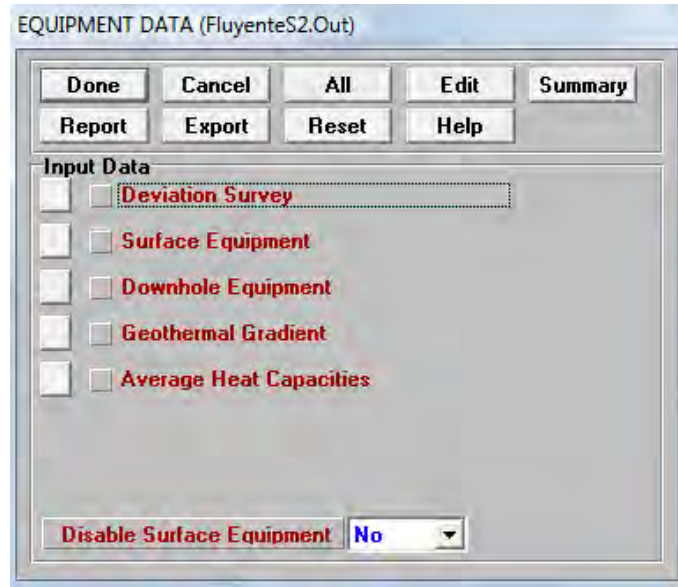 EQUIPMENT DATA (FluyenteS2.Out)
Done Cancel All Edit Summary
Report Export Reset Help
Input Data
Deviation Survey
Surface Equipment
Downhole Equipment
Geothermal Gradient
Average Heat Capacities
Disable Surface Equipment No